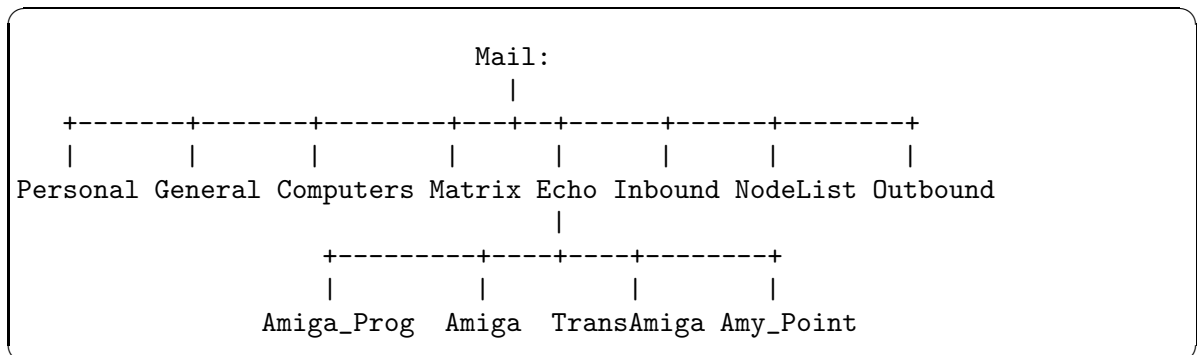 Mail:
|
+-------+-------+--------+---+--+------+------+--------+
| | | | | | | |
Personal General Computers Matrix Echo Inbound NodeList Outbound
|
+---------+----+----+--------+
| | | |
Amiga_Prog Amiga TransAmiga Amy_Point